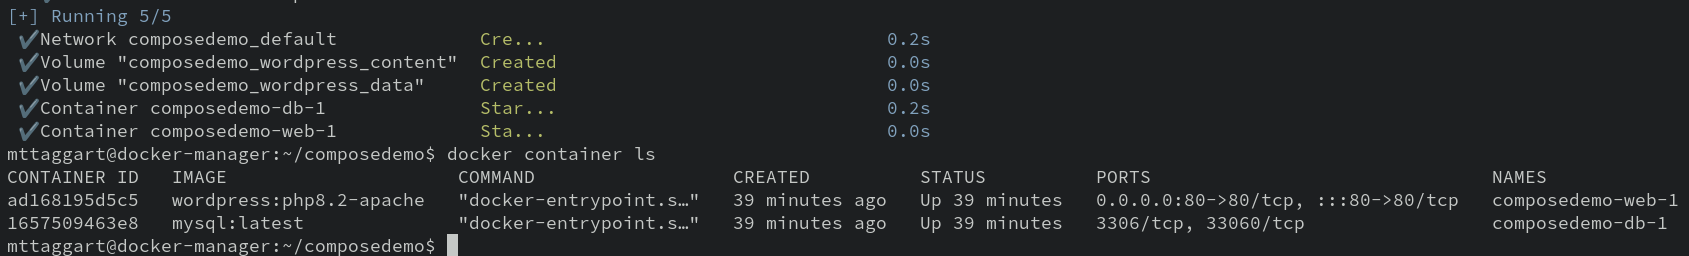 [+] Running 5/5
✔Network composedemo_default Cre... 0.2s
✔Volume "composedemo_wordpress_content" Created 0.0s
✔Volume "composedemo_wordpress_data" Created 0.0s
✔Container composedemo-db-1 Star... 0.2s
✔Container composedemo-web-1 Sta... 0.0s
mttaggart@docker-manager:~/composedemo$ docker container ls
CONTAINER ID IMAGE COMMAND CREATED STATUS PORTS NAMES
ad168195d5c5 wordpress:php8.2-apache "docker-entrypoint.s…" 39 minutes ago Up 39 minutes 0.0.0.0:80->80/tcp, :::80->80/tcp composedemo-web-1
1657509463e8 mysql:latest "docker-entrypoint.s…" 39 minutes ago Up 39 minutes 3306/tcp, 33060/tcp composedemo-db-1
mttaggart@docker-manager:~/composedemo$